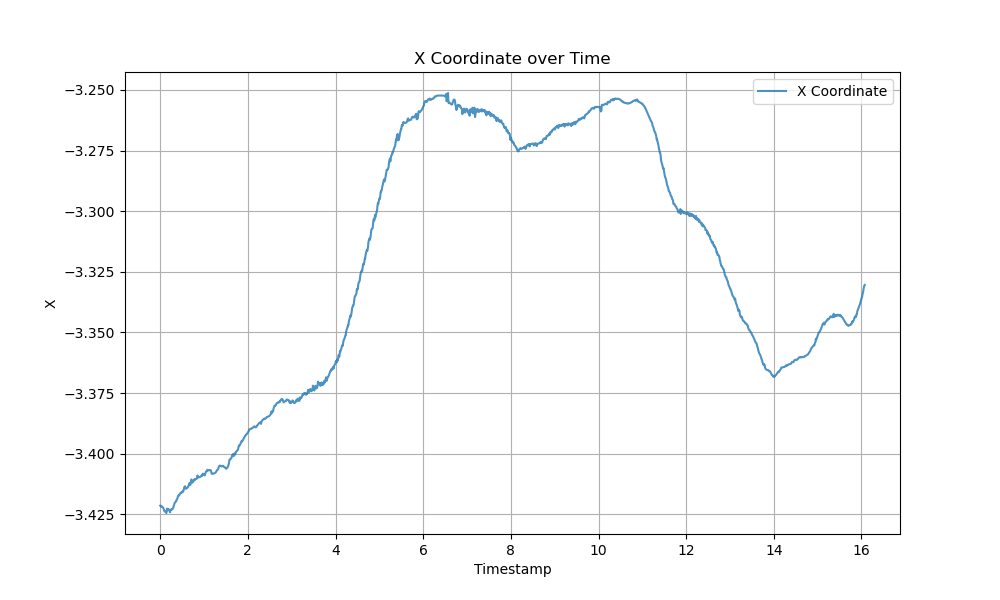 X Coordinate over Time
X Coordinate
−3.250
−3.275
−3.300
−3.325
−3.350
−3.375
−3.400
−3.425
X
0 2 4 6 8 10 12 14 16
Timestamp